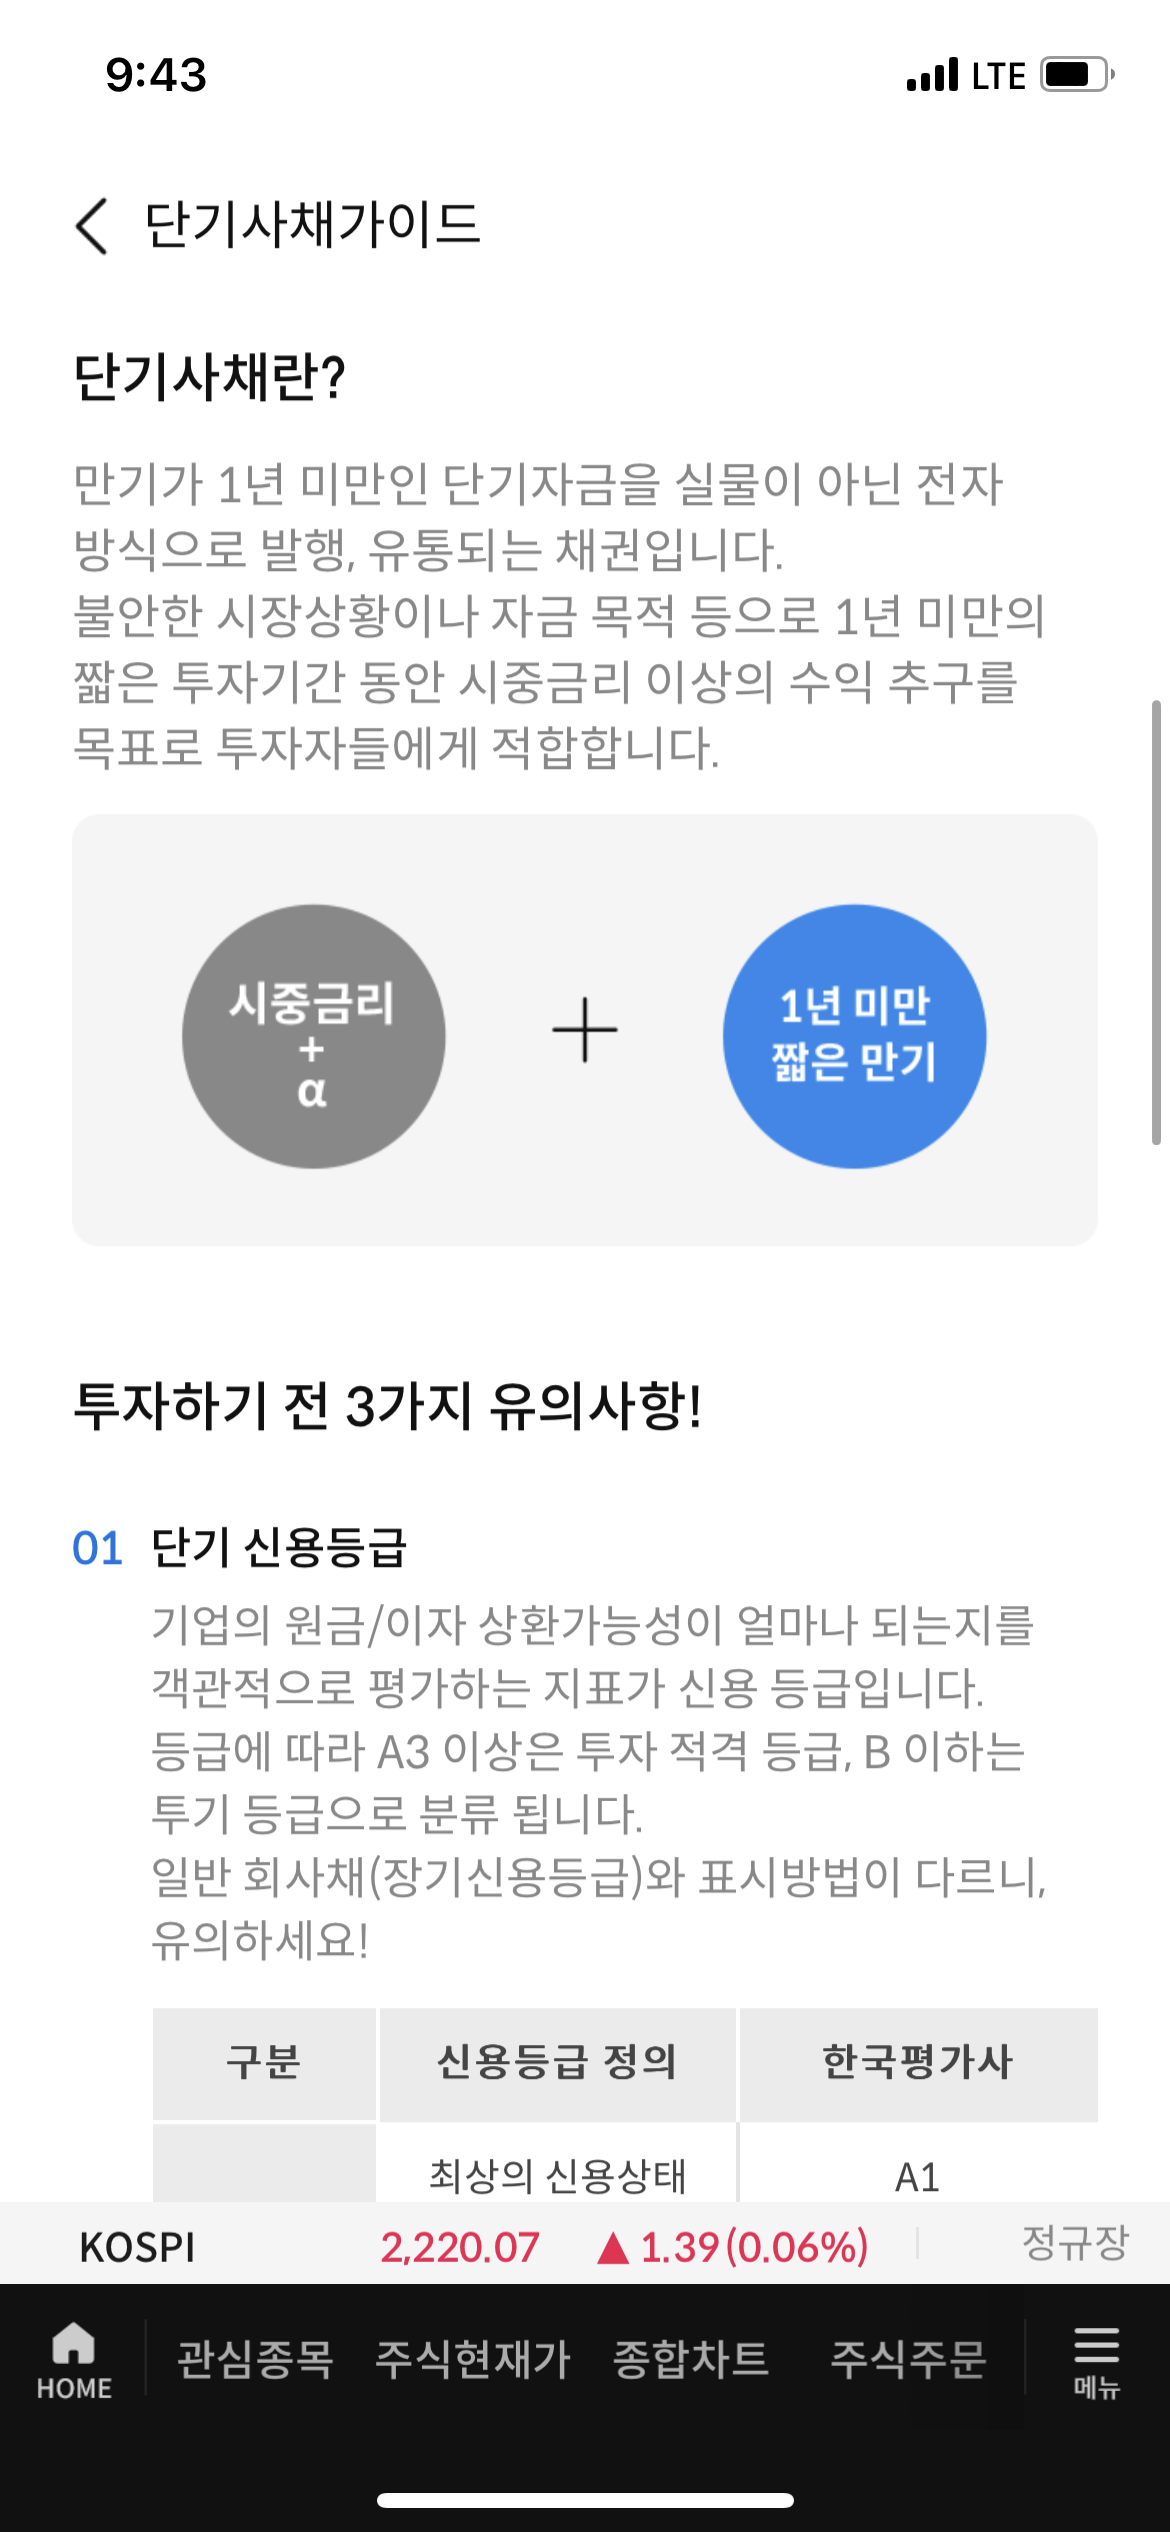 9:43
LTE
단기사채가이드
단기사채란?
만기가 1년 미만인 단기자금을 실물이 아닌 전자
방식으로 발행, 유통되는 채권입니다.
불안한 시장상황이나 자금 목적 등으로 1년 미만의
짧은 투자기간 동안 시중금리 이상의 수익 추구를
목표로 투자자들에게 적합합니다.
시중금리
+
α
+
1년 미만
짧은 만기
투자하기 전 3가지 유의사항!
01 단기 신용등급
기업의 원금/이자 상환가능성이 얼마나 되는지를
객관적으로 평가하는 지표가 신용 등급입니다.
등급에 따라 A3 이상은 투자 적격 등급, B 이하는
투기 등급으로 분류 됩니다.
일반 회사채(장기신용등급)와 표시방법이 다르니,
유의하세요!
구분 신용등급 정의 한국평가사
최상의 신용상태 A1
KOSPI 2,220.07 ▲ 1.39(0.06%) 정규장
HOME 관심종목 주식현재가 종합차트 주식주문 메뉴